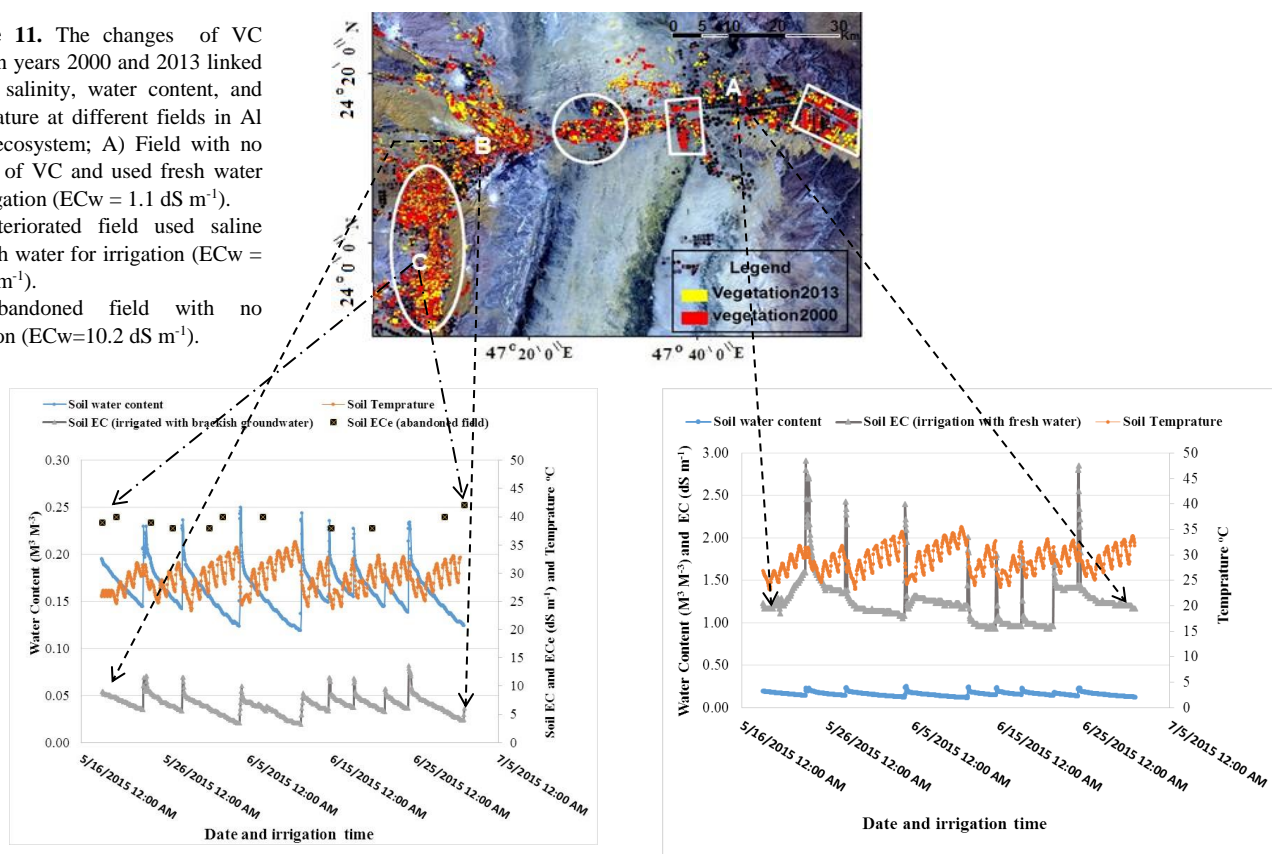 11. The changes of VC
years 2000 and 2013 linked
salinity, water content, and
at different fields in Al
ecosystem; A) Field with no
of VC and used fresh water
(ECw = 1.1 dS m-1).
field used saline
water for irrigation (ECw =
m-1).
field with no
(ECw=10.2 dS m-1).
0 5 10 20 30
Km
24° 20' 0'' N
24° 0' 0'' N
A
B
C
Legend
Vegetation2013
vegetation2000
47° 20' 0'' E 47° 40' 0'' E
Soil water content Soil Temprature
Soil EC (irrigated with brackish groundwater) Soil ECe (abandoned field)
Water Content (M³ M-³)
0.30
0.25
0.20
0.15
0.10
0.05
0.00
50
45
40
35
30
25
20
15
10
5
0
Soil EC and ECe (dS m-1) and Temprature °C
5/16/2015 12:00 AM
5/26/2015 12:00 AM
6/5/2015 12:00 AM
6/15/2015 12:00 AM
6/25/2015 12:00 AM
7/5/2015 12:00 AM
Date and irrigation time
Soil water content Soil EC (irrigation with fresh water) Soil Temprature
Water Content (M³ M-³) and EC (dS m-1)
3.00
2.50
2.00
1.50
1.00
0.50
0.00
50
45
40
35
30
25
20
15
10
5
0
Temprature °C
5/16/2015 12:00 AM
5/26/2015 12:00 AM
6/5/2015 12:00 AM
6/15/2015 12:00 AM
6/25/2015 12:00 AM
7/5/2015 12:00 AM
Date and irrigation time